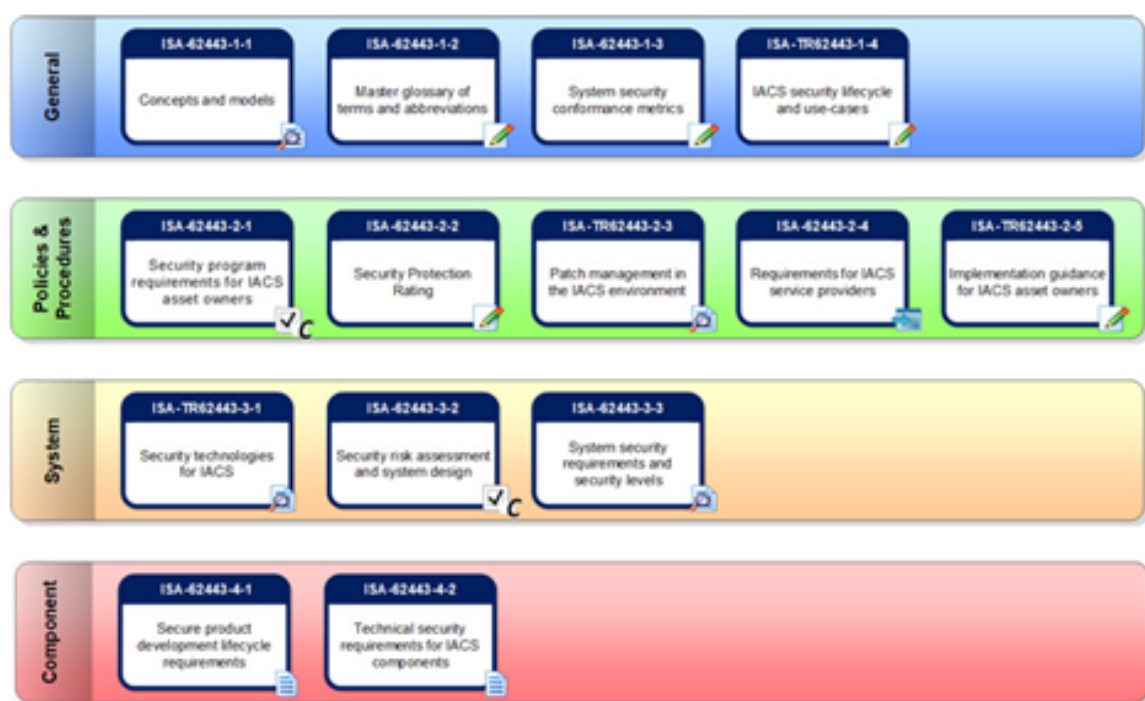 General
ISA-62443-1-1
Concepts and models
ISA-62443-1-2
Master glossary of
terms and abbreviations
ISA-62443-1-3
System security
conformance metrics
ISA-TR62443-1-4
IACS security lifecycle
and use-cases
Policies &
Procedures
ISA-62443-2-1
Security program
requirements for IACS
asset owners
C
ISA-62443-2-2
Security Protection
Rating
ISA-TR62443-2-3
Patch management in
the IACS environment
ISA-62443-2-4
Requirements for IACS
service providers
ISA-TR62443-2-5
Implementation guidance
for IACS asset owners
System
ISA-TR62443-3-1
Security technologies
for IACS
ISA-62443-3-2
Security risk assessment
and system design
C
ISA-62443-3-3
System security
requirements and
security levels
Component
ISA-62443-4-1
Secure product
development lifecycle
requirements
ISA-62443-4-2
Technical security
requirements for IACS
components